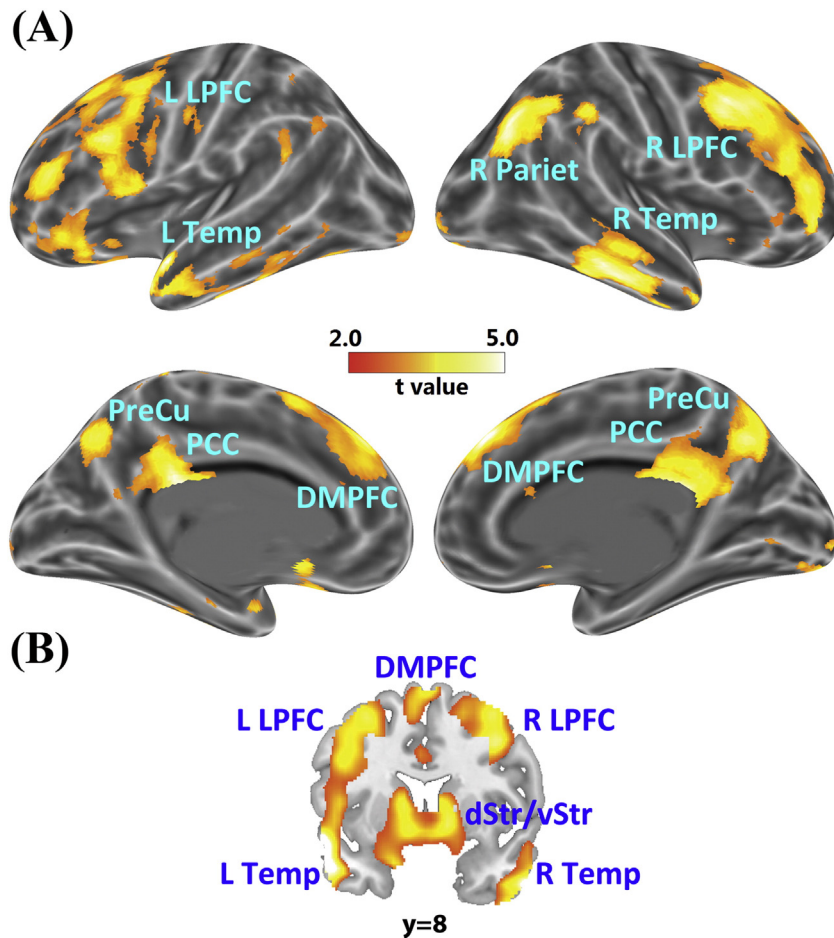 (A)
L LPFC
R LPFC
R Pariet
L Temp
R Temp
2.0 5.0
t value
PreCu
PCC
DMPFC
PreCu
PCC
DMPFC
(B)
DMPFC
L LPFC
R LPFC
dStr/vStr
L Temp
R Temp
y=8